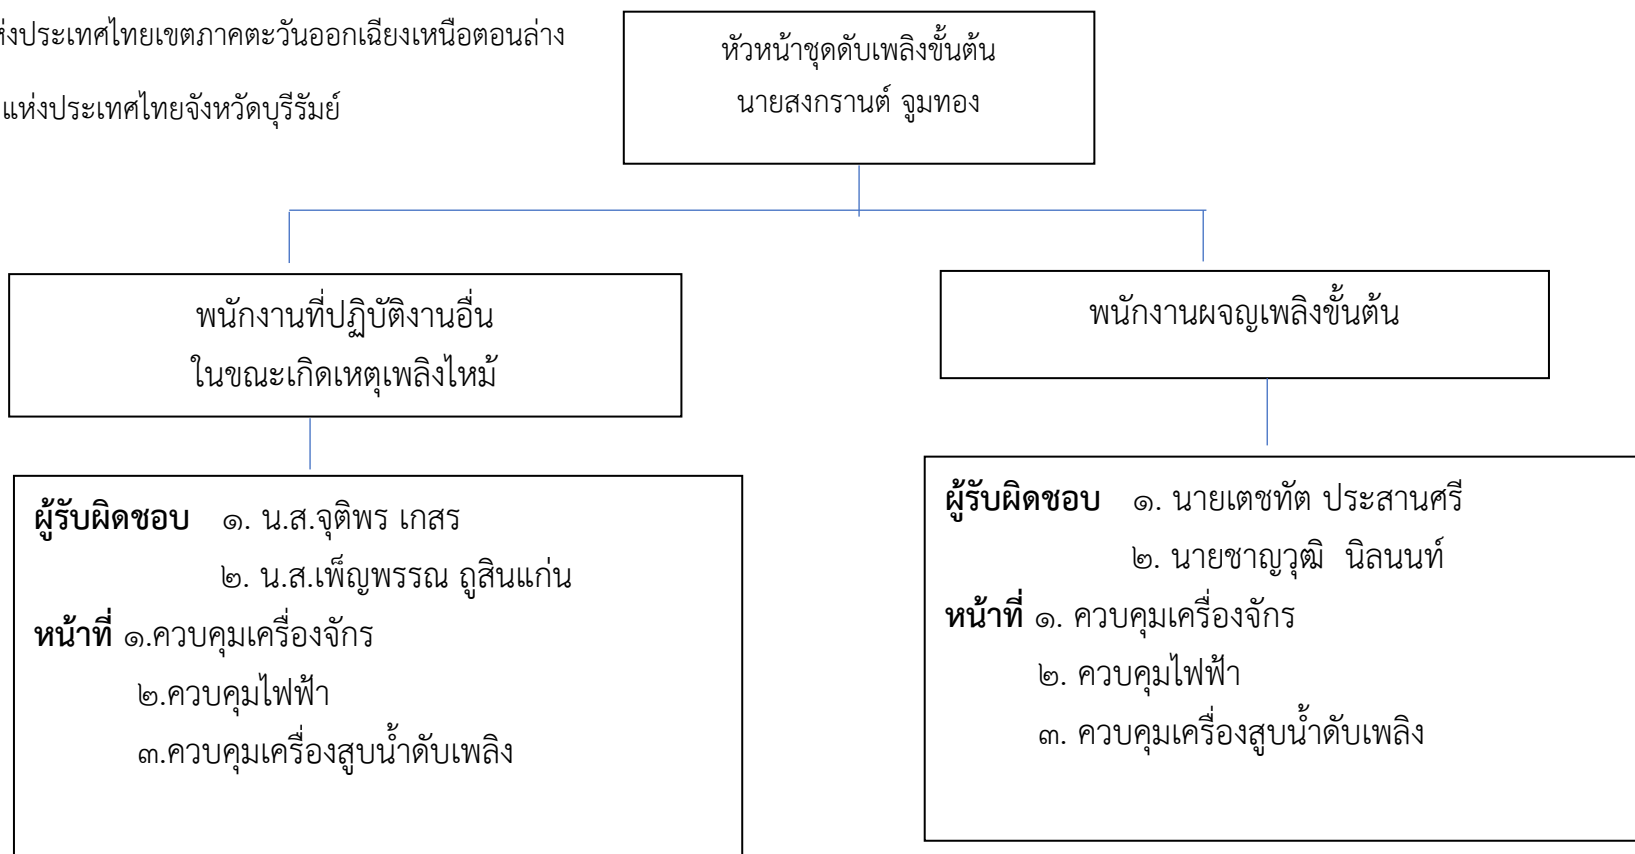 ห่งประเทศไทยเขตภาคตะวันออกเฉียงเหนือตอนล่าง
แห่งประเทศไทยจังหวัดบุรีรัมย์
หัวหน้าชุดดับเพลิงขั้นต้น
นายสงกรานต์ จูมทอง
พนักงานที่ปฏิบัติงานอื่น
ในขณะเกิดเหตุเพลิงไหม้
ผู้รับผิดชอบ ๑. น.ส.จุติพร เกสร
๒. น.ส.เพ็ญพรรณ ถูสินแก่น
หน้าที่ ๑.ควบคุมเครื่องจักร
๒.ควบคุมไฟฟ้า
๓.ควบคุมเครื่องสูบน้ำดับเพลิง
พนักงานผจญเพลิงขั้นต้น
ผู้รับผิดชอบ ๑. นายเตชทัต ประสานศรี
๒. นายชาญวุฒิ นิลนนท์
หน้าที่ ๑. ควบคุมเครื่องจักร
๒. ควบคุมไฟฟ้า
๓. ควบคุมเครื่องสูบน้ำดับเพลิง